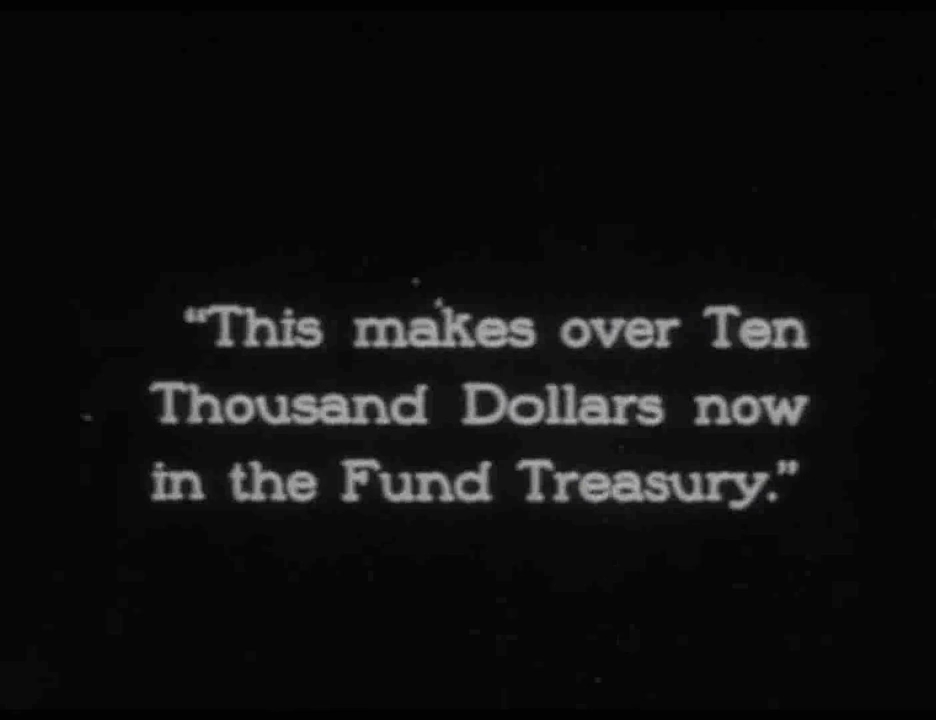 “This makes over Ten
Thousand Dollars now
in the Fund Treasury.”